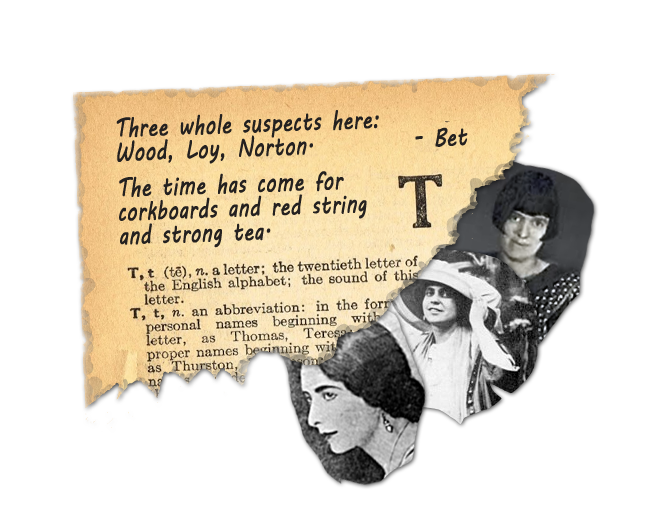 Three whole suspects here:
Wood, Loy, Norton.
- Bet
The time has come for
corkboards and red string
and strong tea.
T
T, t (tē), n. a letter; the twentieth letter of
the English alphabet; the sound of this
letter.
T, t, n. an abbreviation: in the form
personal names beginning with
letter, as Thomas, Teresa
proper names beginning wit
as Thurston,